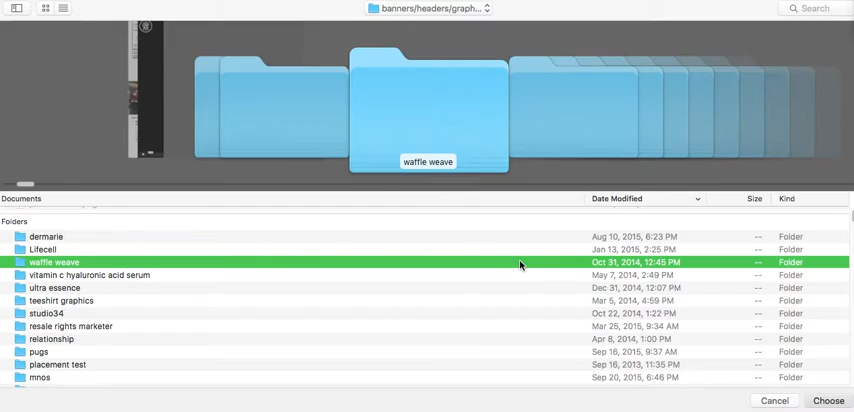 banners/headers/graph...
Search
waffle weave
Documents Date Modified Size Kind
Folders
dermarie Aug 10, 2015, 6:23 PM -- Folder
Lifecell Jan 13, 2015, 2:25 PM -- Folder
waffle weave Oct 31, 2014, 12:45 PM -- Folder
vitamin c hyaluronic acid serum May 7, 2014, 2:49 PM -- Folder
ultra essence Dec 31, 2014, 12:07 PM -- Folder
teeshirt graphics Mar 5, 2014, 4:59 PM -- Folder
studio34 Oct 22, 2014, 1:22 PM -- Folder
resale rights marketer Mar 25, 2015, 9:34 AM -- Folder
relationship Apr 8, 2014, 1:00 PM -- Folder
pugs Sep 16, 2015, 9:37 AM -- Folder
placement test Sep 16, 2013, 11:35 PM -- Folder
mnos Sep 20, 2015, 6:46 PM -- Folder
Cancel Choose